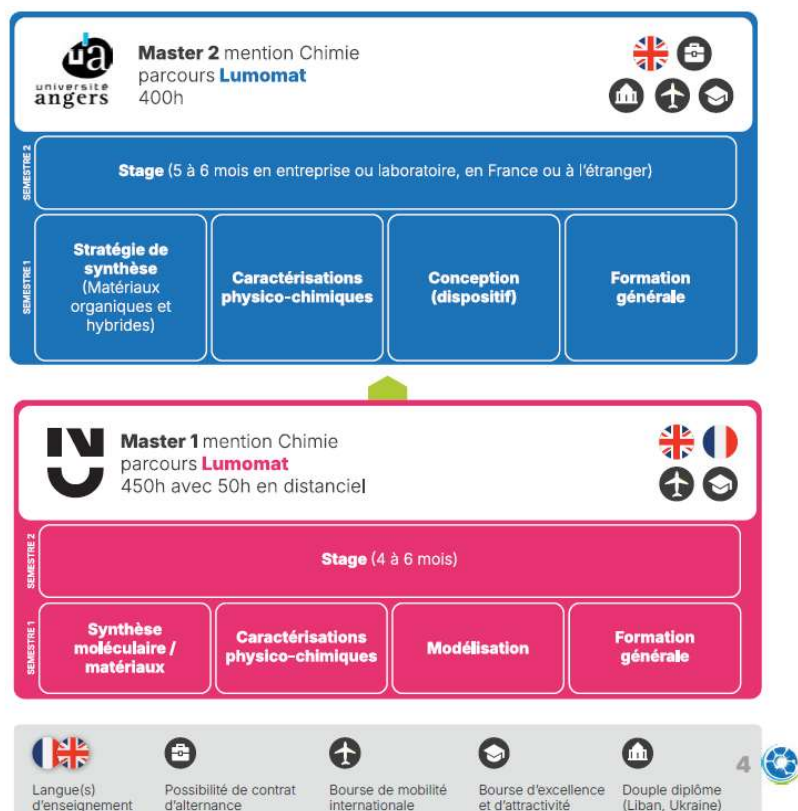 ua
université
angers
Master 2 mention Chimie
parcours Lumomat
400h
SEMESTRE 2
Stage (5 à 6 mois en entreprise ou laboratoire, en France ou à l'étranger)
SEMESTRE 1
Stratégie de
synthèse
(Matériaux
organiques et
hybrides)
Caractérisations
physico-chimiques
Conception
(dispositif)
Formation
générale
NU
Master 1 mention Chimie
parcours Lumomat
450h avec 50h en distanciel
SEMESTRE 2
Stage (4 à 6 mois)
SEMESTRE 1
Synthèse
moléculaire /
matériaux
Caractérisations
physico-chimiques
Modélisation
Formation
générale
Langue(s)
d'enseignement
Possibilité de contrat
d'alternance
Bourse de mobilité
internationale
Bourse d'excellence
et d'attractivité
Douple diplôme
(Liban, Ukraine)
4